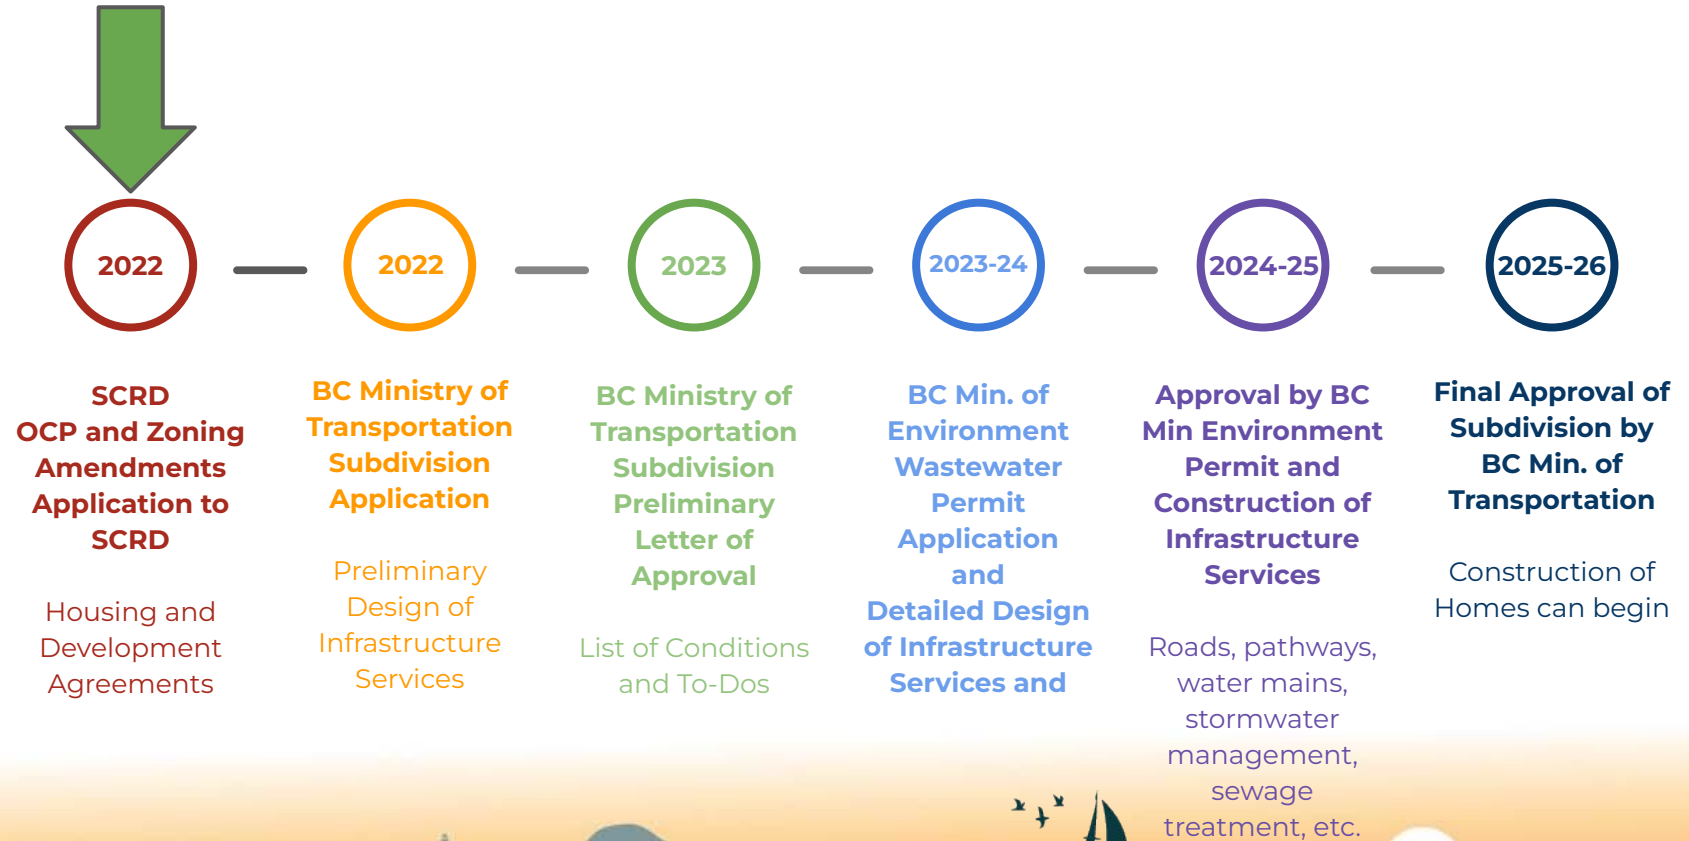 2022
SCRD
OCP and Zoning
Amendments
Application to
SCRD
Housing and
Development
Agreements
2022
BC Ministry of
Transportation
Subdivision
Application
Preliminary
Design of
Infrastructure
Services
2023
BC Ministry of
Transportation
Subdivision
Preliminary
Letter of
Approval
List of Conditions
and To-Dos
2023-24
BC Min. of
Environment
Wastewater
Permit
Application
and
Detailed Design
of Infrastructure
Services and
2024-25
Approval by BC
Min Environment
Permit and
Construction of
Infrastructure
Services
Roads, pathways,
water mains,
stormwater
management,
sewage
treatment, etc.
2025-26
Final Approval of
Subdivision by
BC Min. of
Transportation
Construction of
Homes can begin